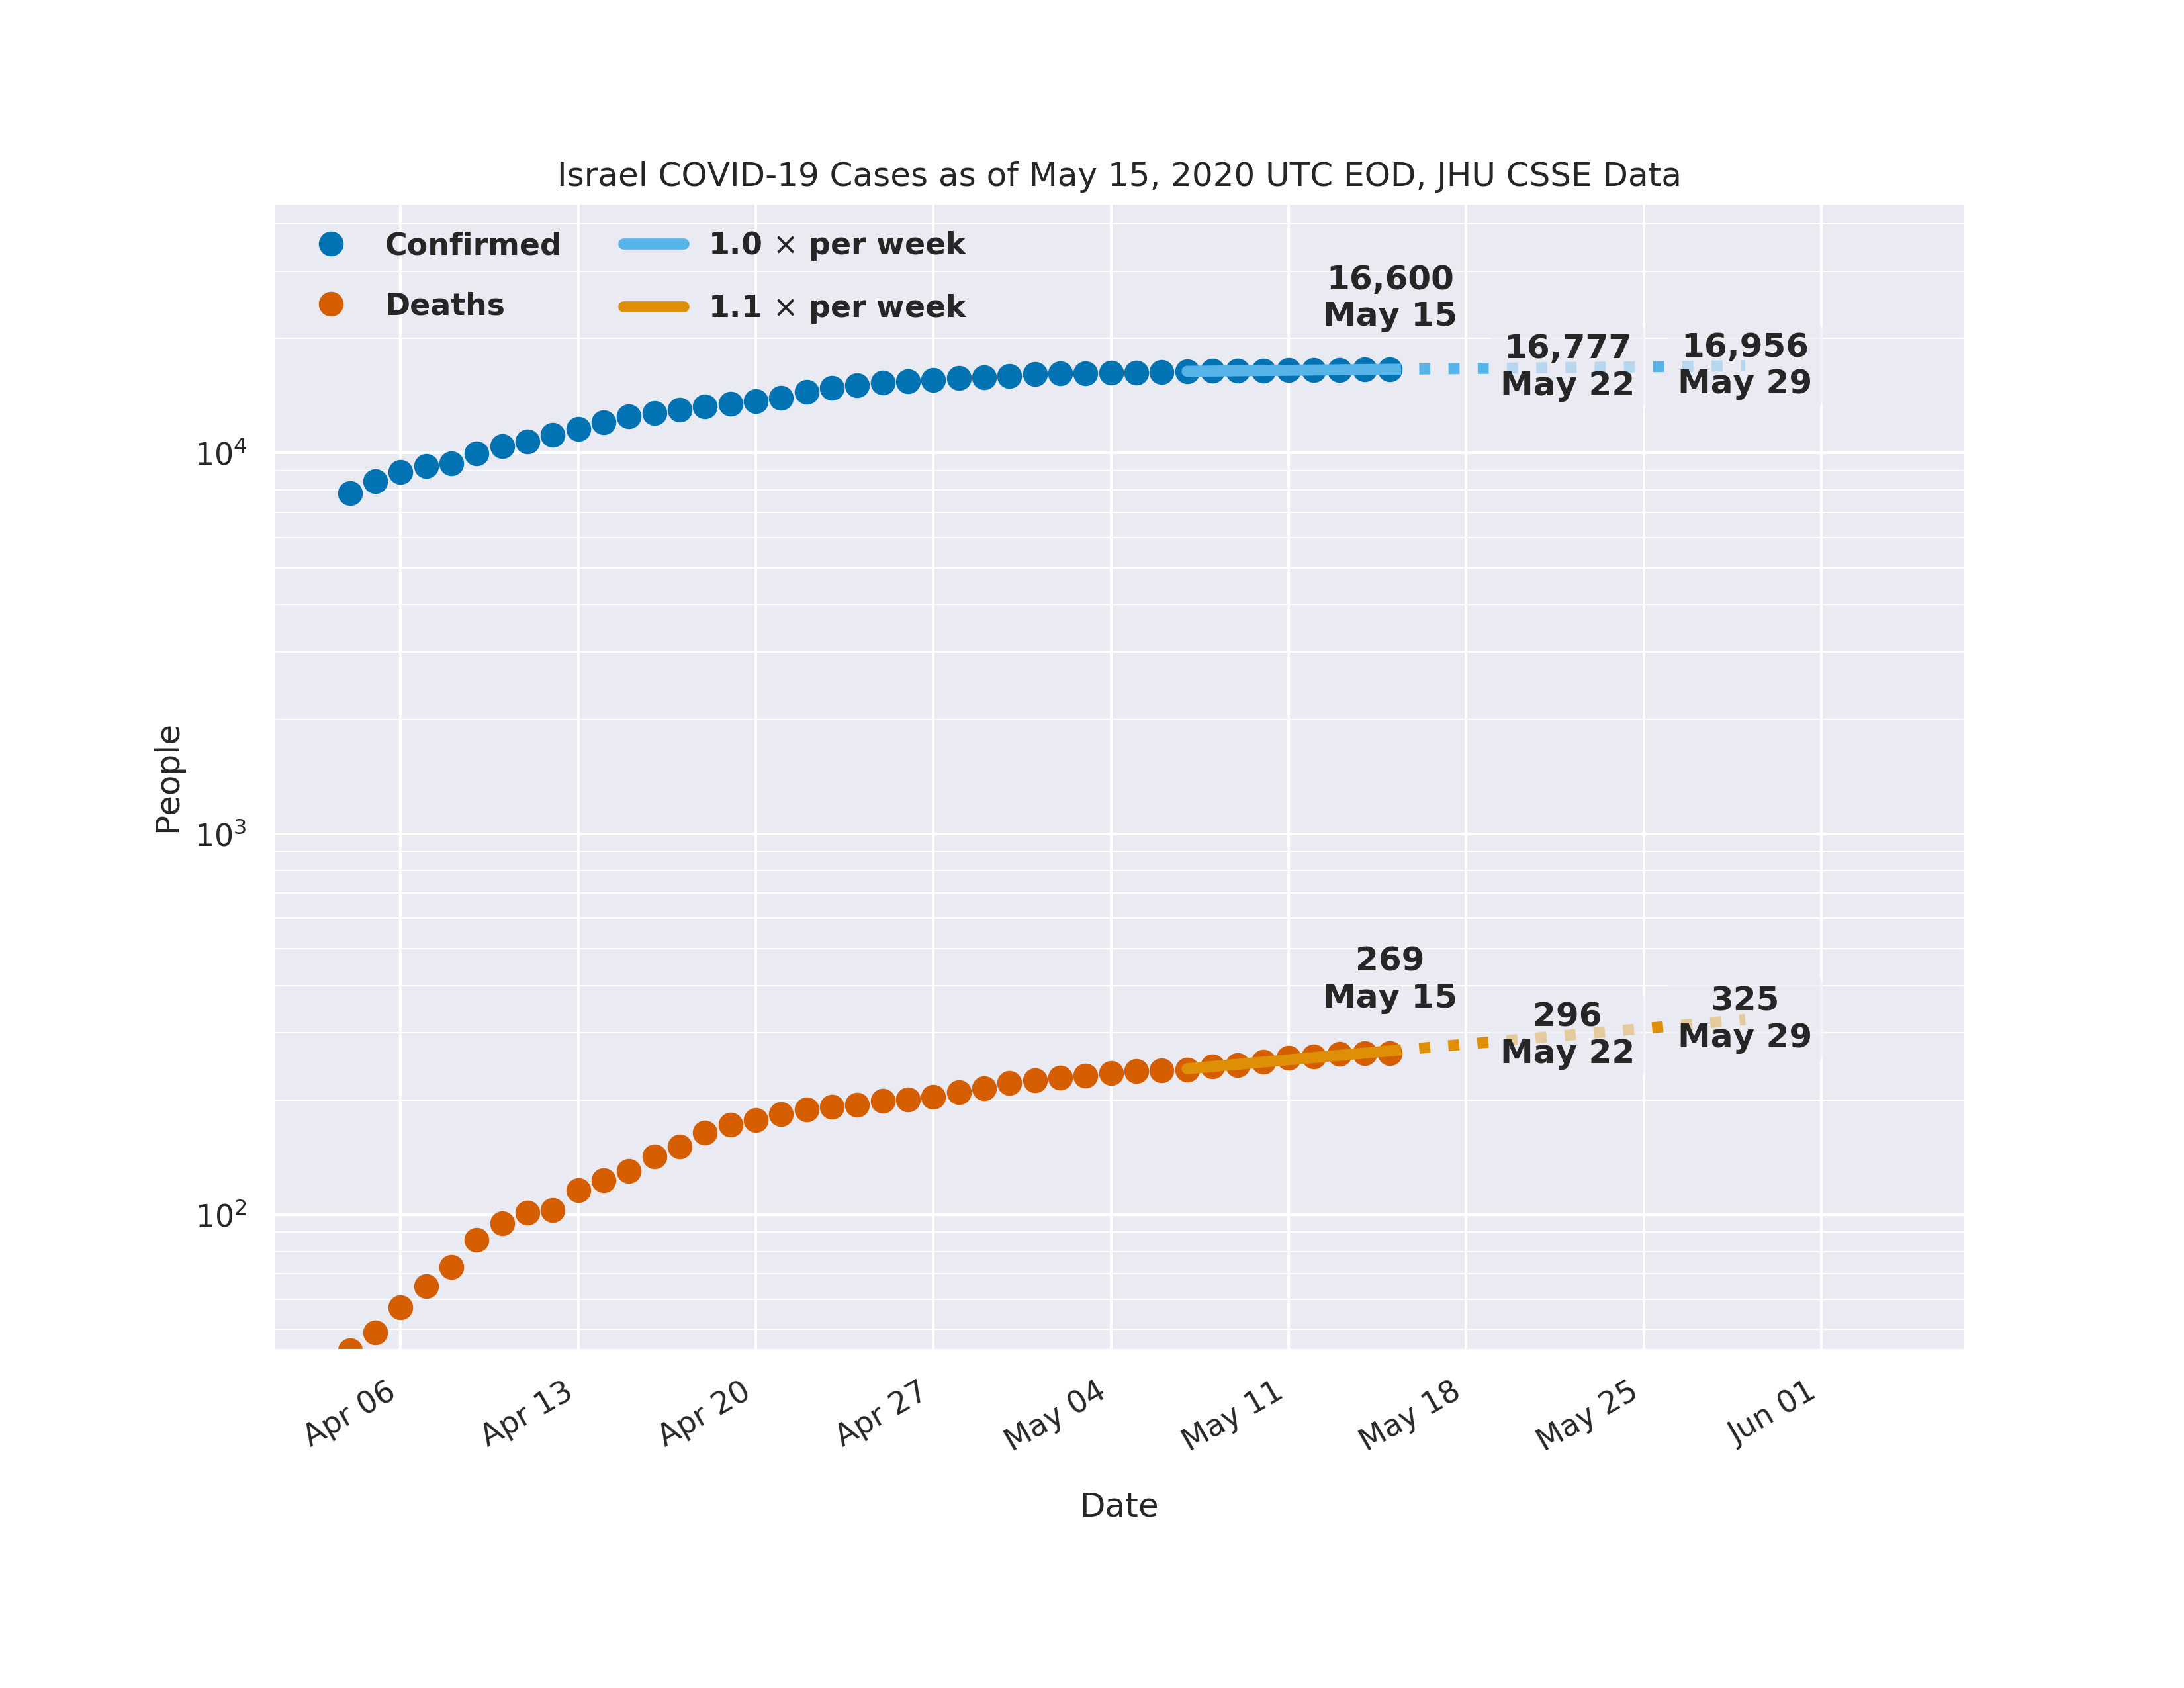 Israel COVID-19 Cases as of May 15, 2020 UTC EOD, JHU CSSE Data
Confirmed
Deaths
1.0 × per week
1.1 × per week
16,600
May 15
16,777
May 22
16,956
May 29
269
May 15
296
May 22
325
May 29
People
10⁴
10³
10²
Apr 06
Apr 13
Apr 20
Apr 27
May 04
May 11
May 18
May 25
Jun 01
Date